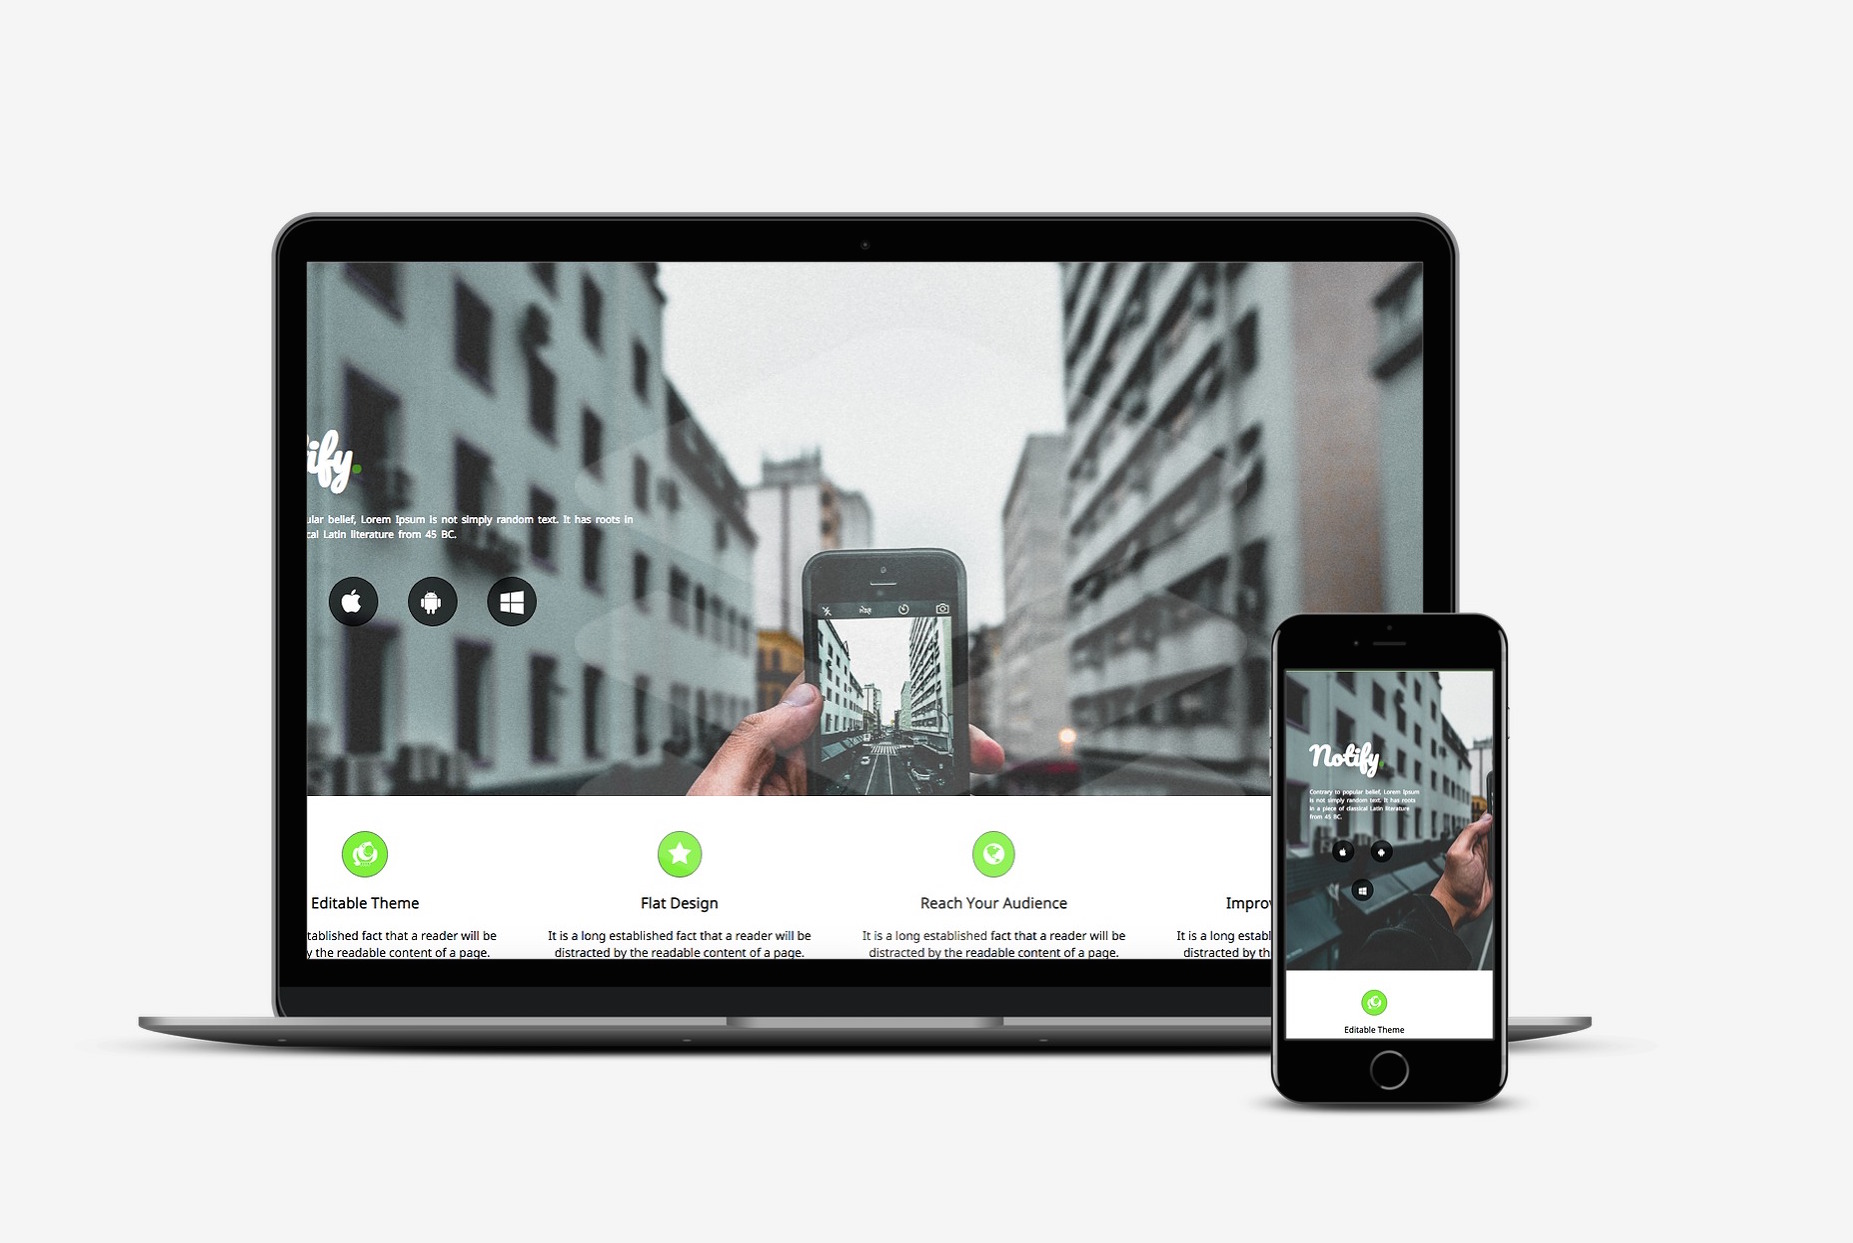 ify.
ular belief, Lorem Ipsum is not simply random text. It has roots in
cal Latin literature from 45 BC.
Editable Theme
tablished fact that a reader will be
y the readable content of a page.
Flat Design
It is a long established fact that a reader will be
distracted by the readable content of a page.
Reach Your Audience
It is a long established fact that a reader will be
distracted by the readable content of a page.
Improv
It is a long establ
distracted by th
Notify.
Contrary to popular belief, Lorem Ipsum
is not simply random text. It has roots
in a piece of classical Latin literature
from 45 BC.
Editable Theme